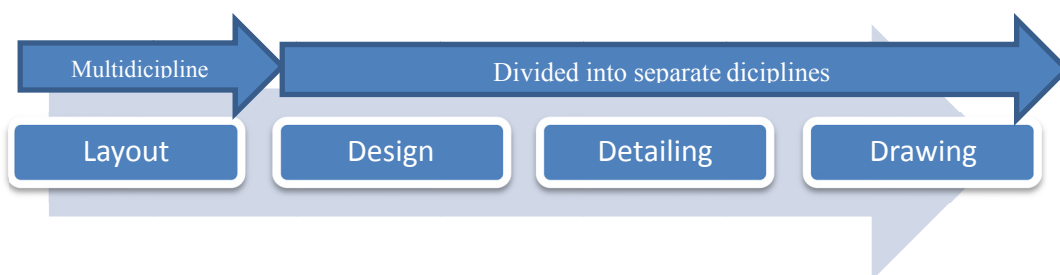 Multidicipline
Divided into separate diciplines
Layout
Design
Detailing
Drawing